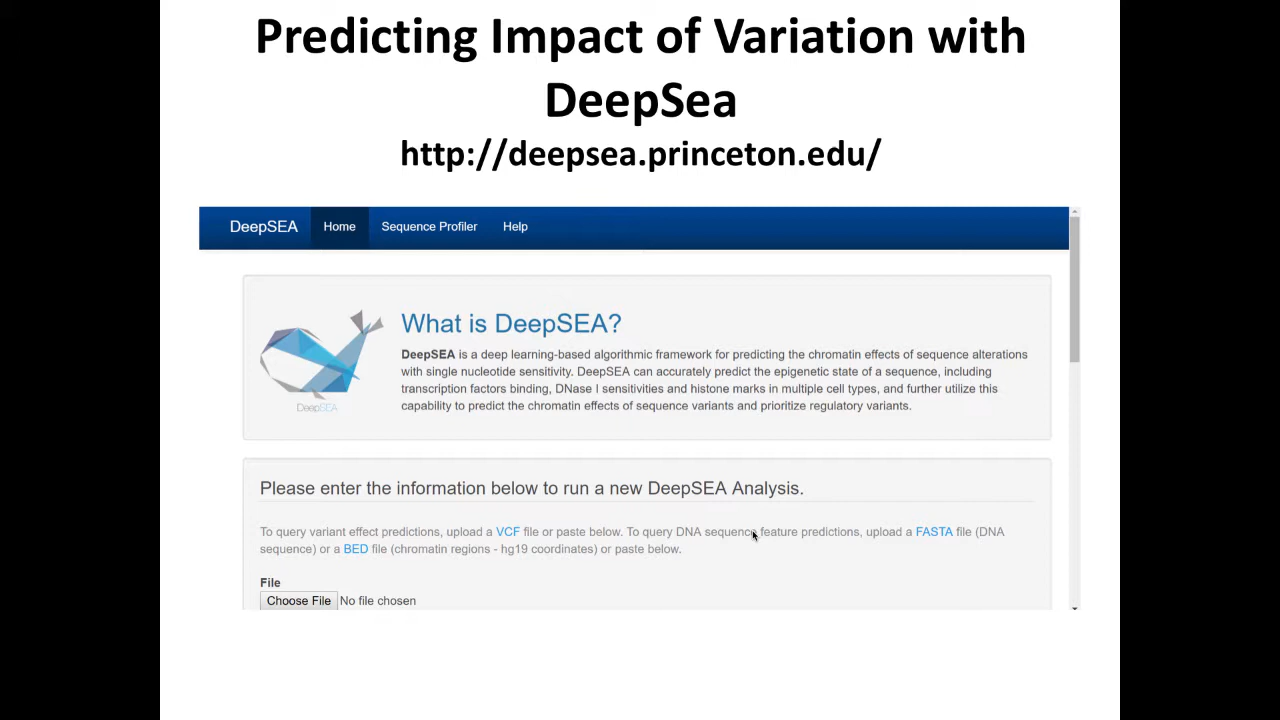 Predicting Impact of Variation with
DeepSea
http://deepsea.princeton.edu/
DeepSEA Home Sequence Profiler Help
What is DeepSEA?
DeepSEA is a deep learning-based algorithmic framework for predicting the chromatin effects of sequence alterations
with single nucleotide sensitivity. DeepSEA can accurately predict the epigenetic state of a sequence, including
transcription factors binding, DNase I sensitivities and histone marks in multiple cell types, and further utilize this
capability to predict the chromatin effects of sequence variants and prioritize regulatory variants.
DeepSEA
Please enter the information below to run a new DeepSEA Analysis.
To query variant effect predictions, upload a VCF file or paste below. To query DNA sequence feature predictions, upload a FASTA file (DNA
sequence) or a BED file (chromatin regions - hg19 coordinates) or paste below.
File
Choose File No file chosen